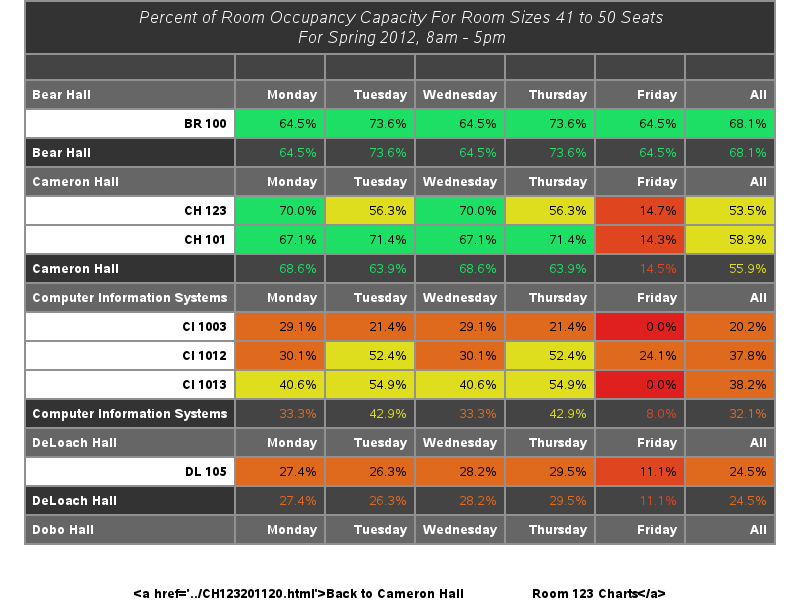 Percent of Room Occupancy Capacity For Room Sizes 41 to 50 Seats
For Spring 2012, 8am - 5pm
Bear Hall Monday Tuesday Wednesday Thursday Friday All
BR 100 64.5% 73.6% 64.5% 73.6% 64.5% 68.1%
Bear Hall 64.5% 73.6% 64.5% 73.6% 64.5% 68.1%
Cameron Hall Monday Tuesday Wednesday Thursday Friday All
CH 123 70.0% 56.3% 70.0% 56.3% 14.7% 53.5%
CH 101 67.1% 71.4% 67.1% 71.4% 14.3% 58.3%
Cameron Hall 68.6% 63.9% 68.6% 63.9% 14.5% 55.9%
Computer Information Systems Monday Tuesday Wednesday Thursday Friday All
CI 1003 29.1% 21.4% 29.1% 21.4% 0.0% 20.2%
CI 1012 30.1% 52.4% 30.1% 52.4% 24.1% 37.8%
CI 1013 40.6% 54.9% 40.6% 54.9% 0.0% 38.2%
Computer Information Systems 33.3% 42.9% 33.3% 42.9% 8.0% 32.1%
DeLoach Hall Monday Tuesday Wednesday Thursday Friday All
DL 105 27.4% 26.3% 28.2% 29.5% 11.1% 24.5%
DeLoach Hall 27.4% 26.3% 28.2% 29.5% 11.1% 24.5%
Dobo Hall Monday Tuesday Wednesday Thursday Friday All
<a href='../CH123201120.html'>Back to Cameron Hall Room 123 Charts</a>